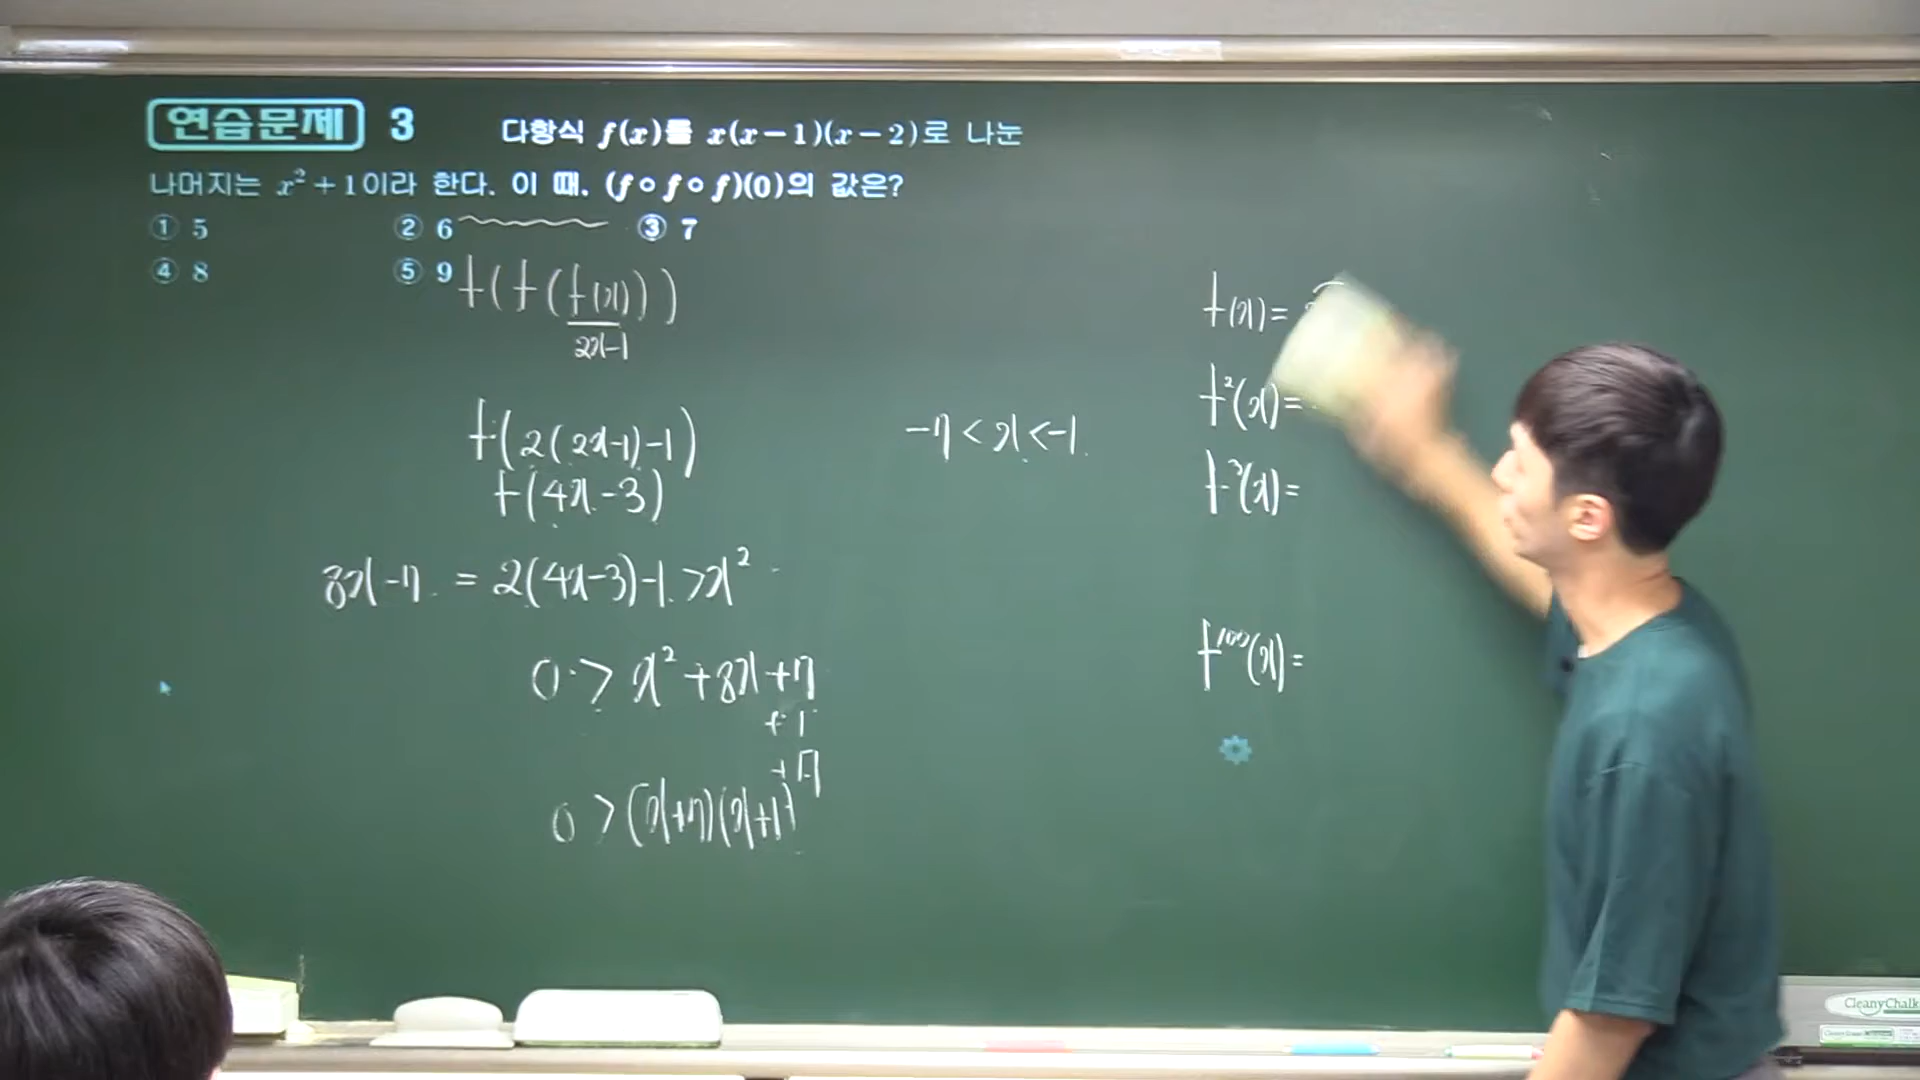 연습문제 3 다항식 f(x)를 x(x-1)(x-2)로 나눈
나머지는 x²+1이라 한다. 이 때, (f∘f∘f)(0)의 값은?
① 5 ② 6 ③ 7
④ 8 ⑤ 9
f(f(f(x)))
2x-1
f(2(2x-1)-1)
f(4x-3)
8x-7 = 2(4x-3)-1 > x²
0 > x²+8x+7
+1
+7
0 > (x+7)(x+1)
-7 < x < -1
f(x)=
f²(x)=
f³(x)=
f¹⁰⁰(x)=
CleanyChalk